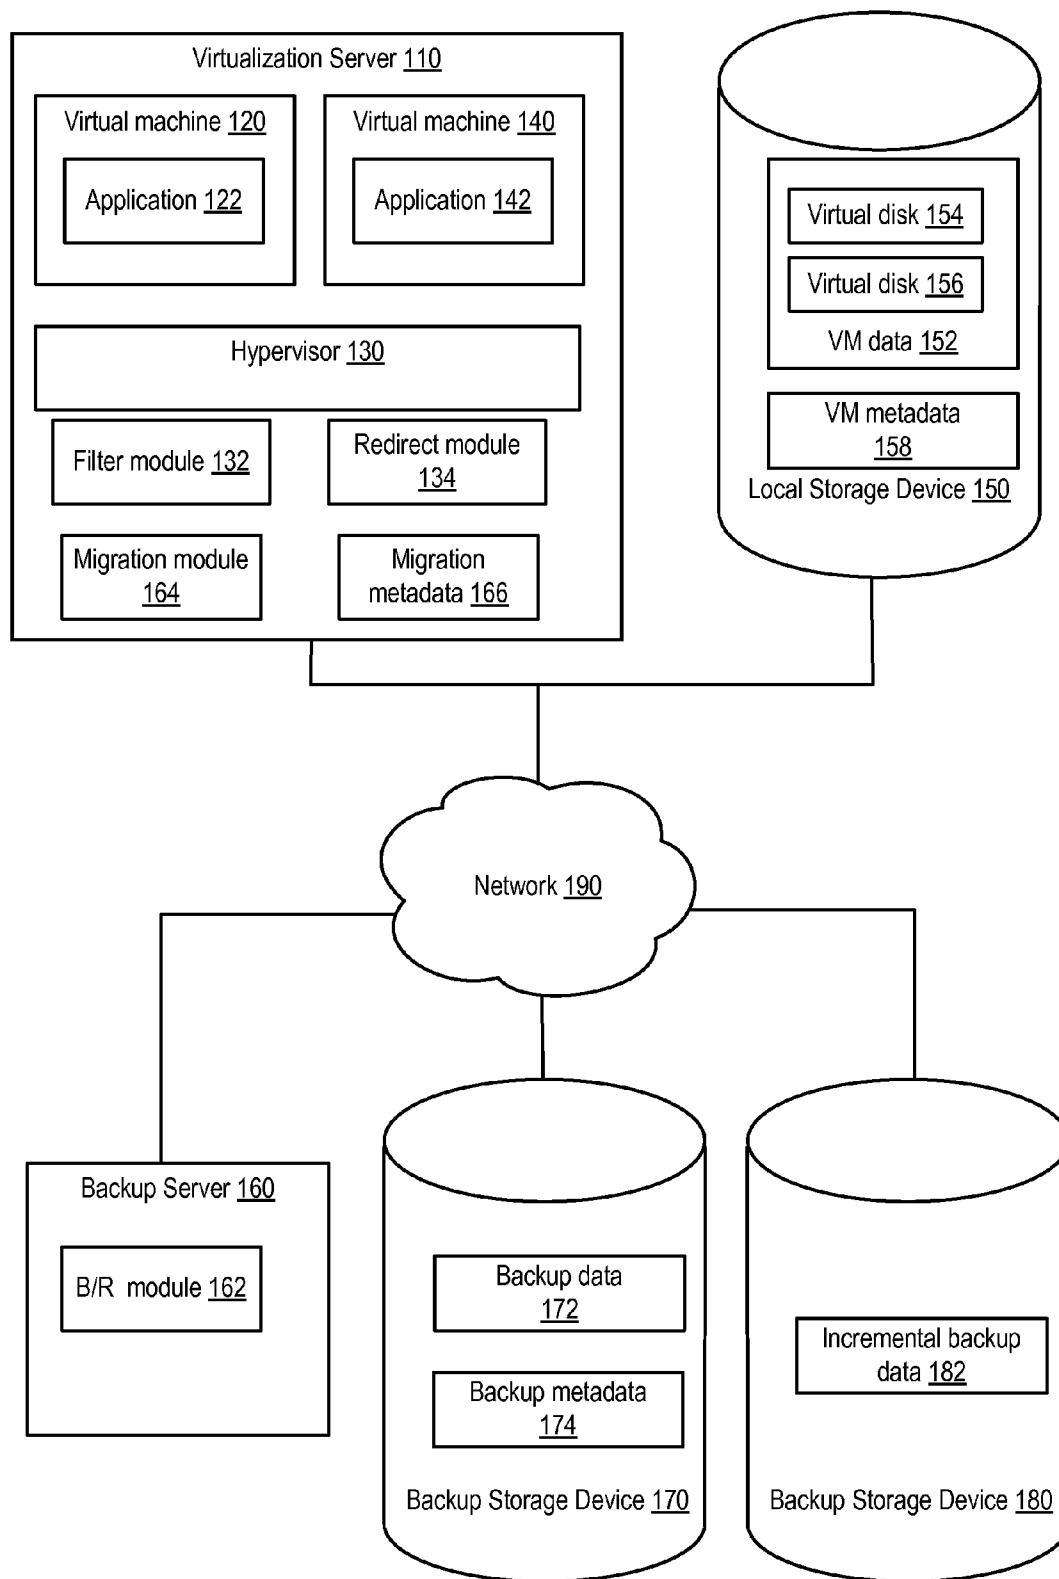 Virtualization Server 110
Virtual machine 120
Application 122
Virtual machine 140
Application 142
Hypervisor 130
Filter module 132
Redirect module
134
Migration module
164
Migration
metadata 166
Virtual disk 154
Virtual disk 156
VM data 152
VM metadata
158
Local Storage Device 150
Network 190
Backup Server 160
B/R module 162
Backup data
172
Backup metadata
174
Backup Storage Device 170
Incremental backup
data 182
Backup Storage Device 180